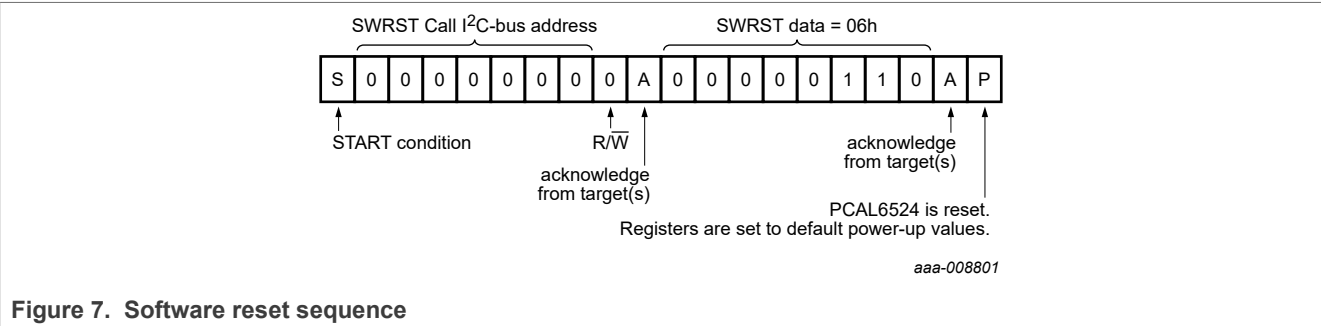 SWRST Call I2C-bus address SWRST data = 06h
S 0 0 0 0 0 0 0 0 A 0 0 0 0 0 1 1 0 A P
START condition R/W̅ acknowledge
from target(s)
acknowledge
from target(s)
PCAL6524 is reset.
Registers are set to default power-up values.
aaa-008801
Figure 7. Software reset sequence